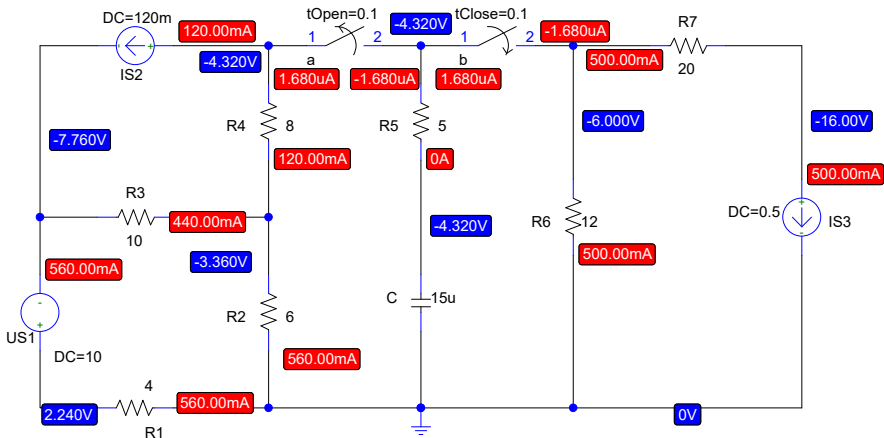 DC=120m
120.00mA
- +
IS2
-4.320V
tOpen=0.1
1 2
a
-4.320V
tClose=0.1
1 2
b
-1.680uA
500.00mA
R7
20
1.680uA
-1.680uA
1.680uA
-7.760V
R4 8
R5 5
-6.000V
-16.00V
120.00mA
0A
500.00mA
R3
10
440.00mA
-4.320V
R6 12
DC=0.5
+
-
IS3
-3.360V
500.00mA
560.00mA
-
+
US1
DC=10
R2 6
C 15u
560.00mA
4
R1
2.240V
560.00mA
0V